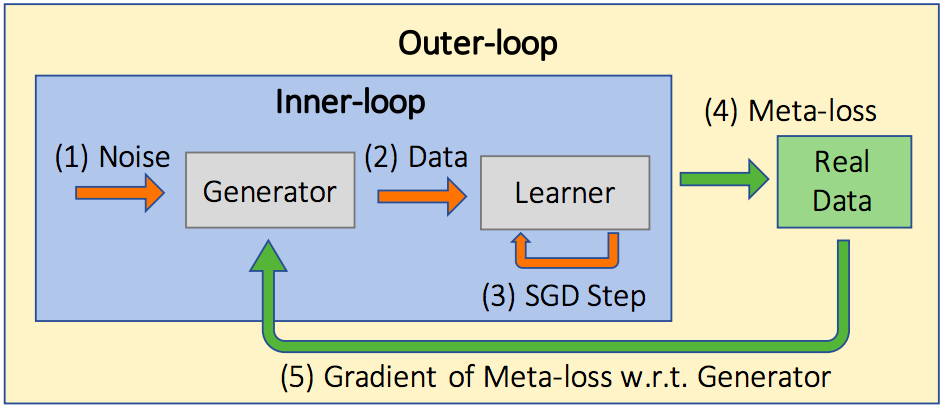 Outer-loop
Inner-loop
(4) Meta-loss
(1) Noise
(2) Data
Generator
Learner
Real
Data
(3) SGD Step
(5) Gradient of Meta-loss w.r.t. Generator